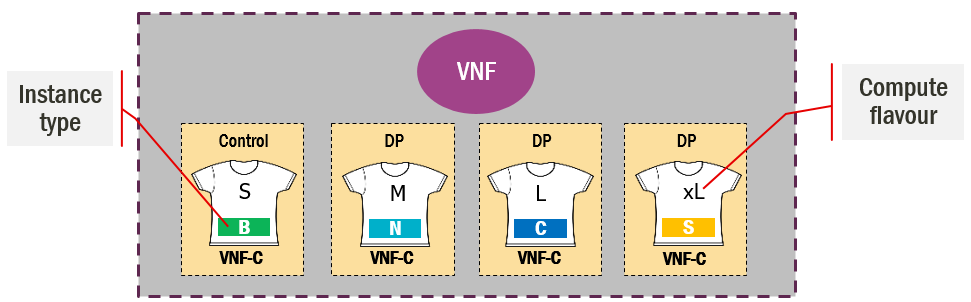 VNF
Instance
type
Compute
flavour
Control
DP
DP
DP
S
M
L
xL
B
N
C
S
VNF-C
VNF-C
VNF-C
VNF-C